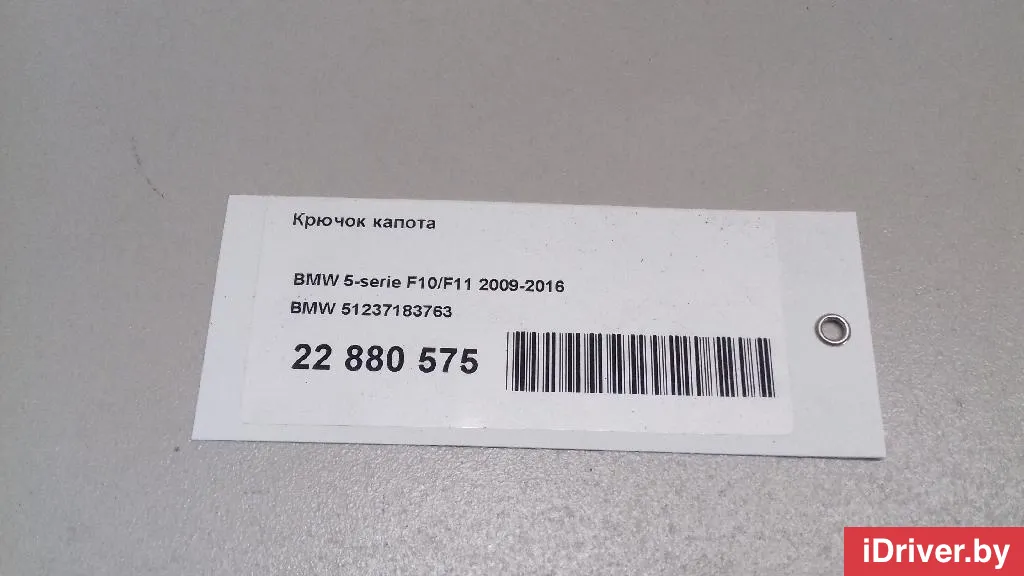 Крючок капота
BMW 5-serie F10/F11 2009-2016
BMW 51237183763
22 880 575
iDriver.by